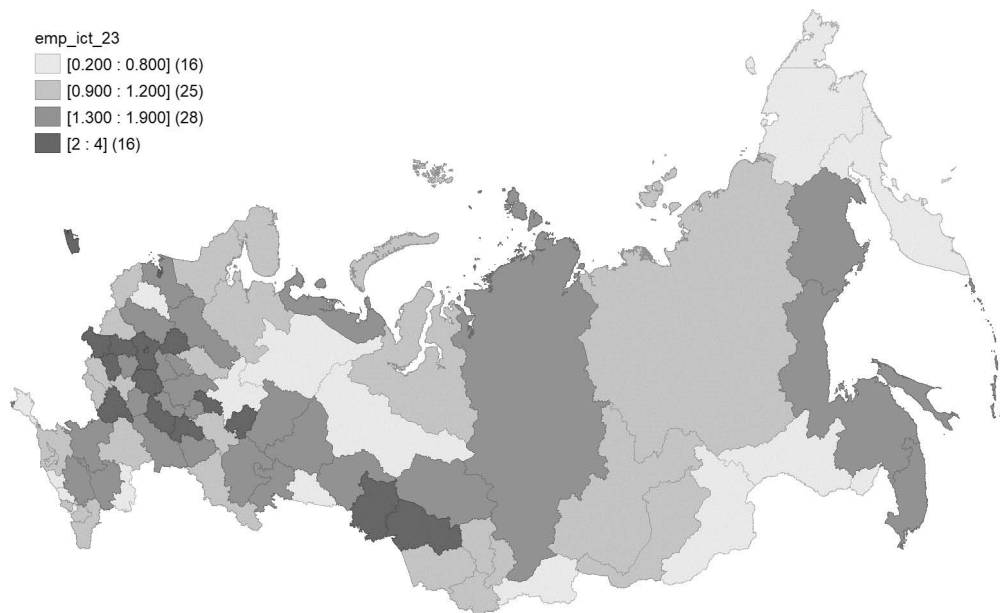 emp_ict_23
[0.200 : 0.800] (16)
[0.900 : 1.200] (25)
[1.300 : 1.900] (28)
[2 : 4] (16)